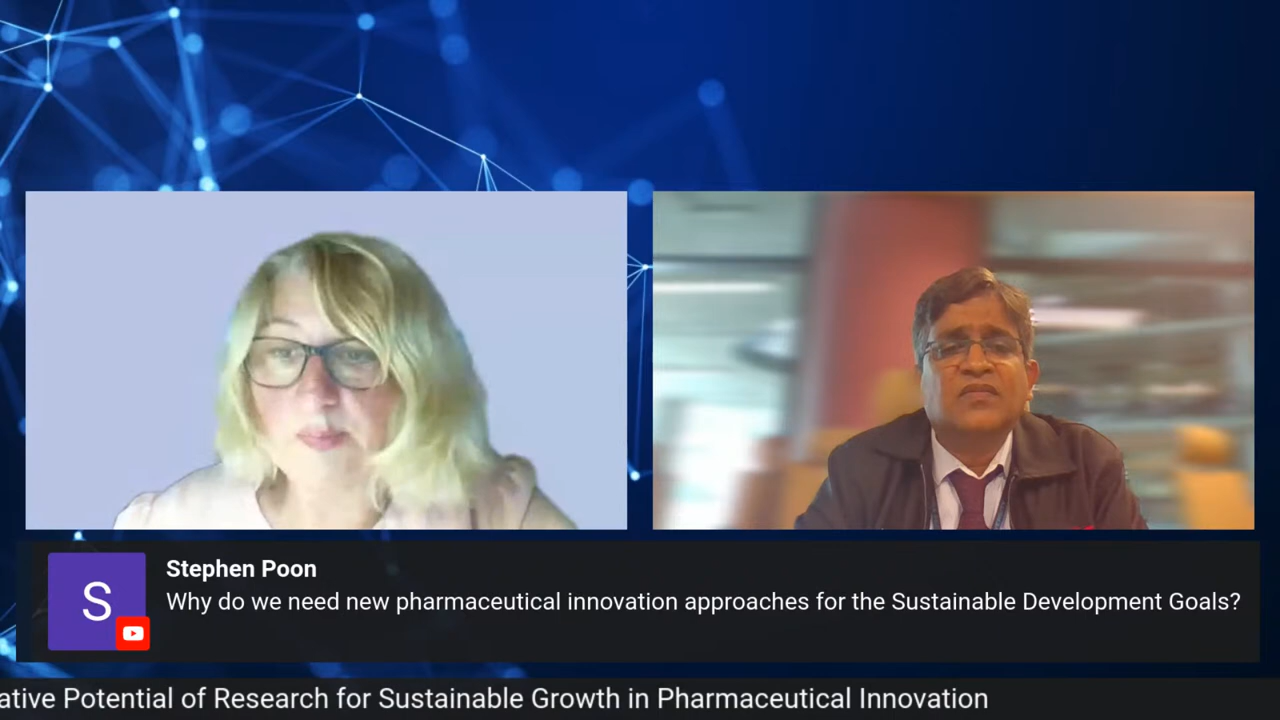 S
Stephen Poon
Why do we need new pharmaceutical innovation approaches for the Sustainable Development Goals?
ative Potential of Research for Sustainable Growth in Pharmaceutical Innovation